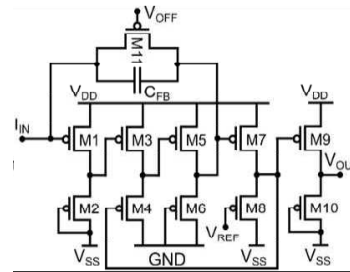 VOFF
M11
CFB
VDD
VDD
IIN
M1
M3
M5
M7
M9
VOU
M2
M4
M6
M8
M10
VREF
VSS
GND
VSS
VSS